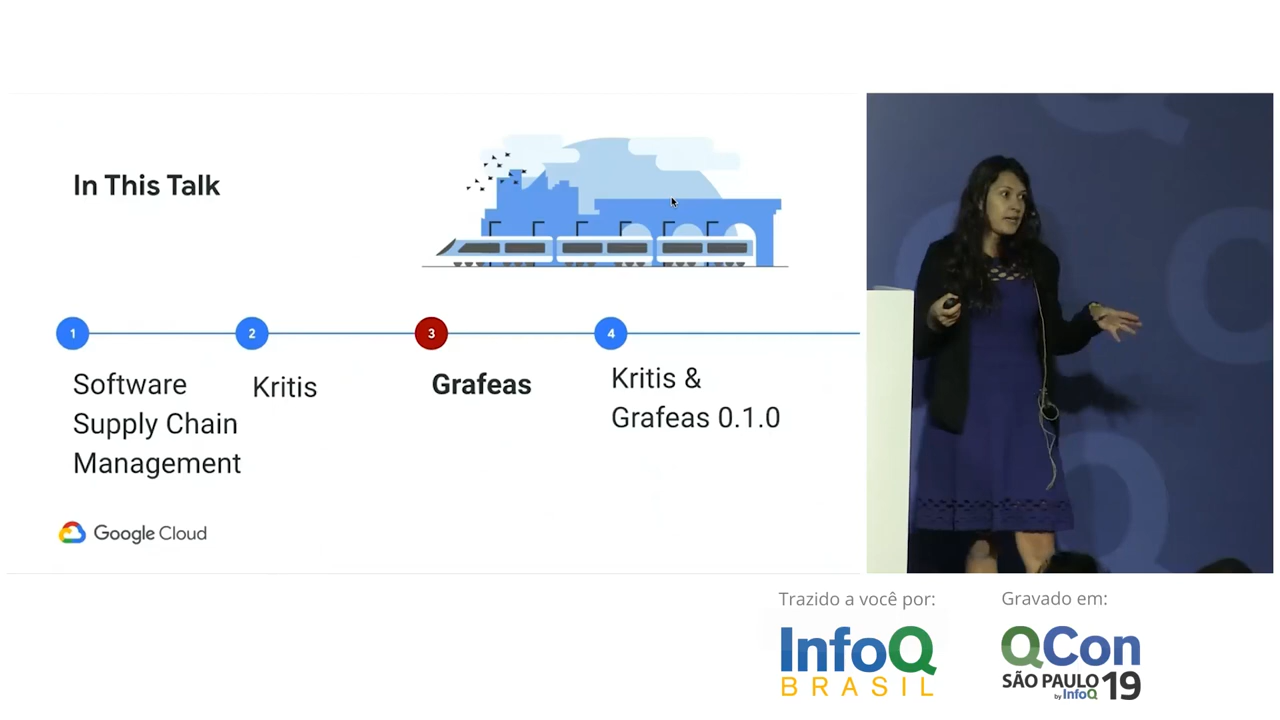 In This Talk
1
2
3
4
Software
Supply Chain
Management
Kritis
Grafeas
Kritis &
Grafeas 0.1.0
Google Cloud
Trazido a você por:
InfoQ
BRASIL
Gravado em:
QCon
SÃO PAULO 19
by InfoQ